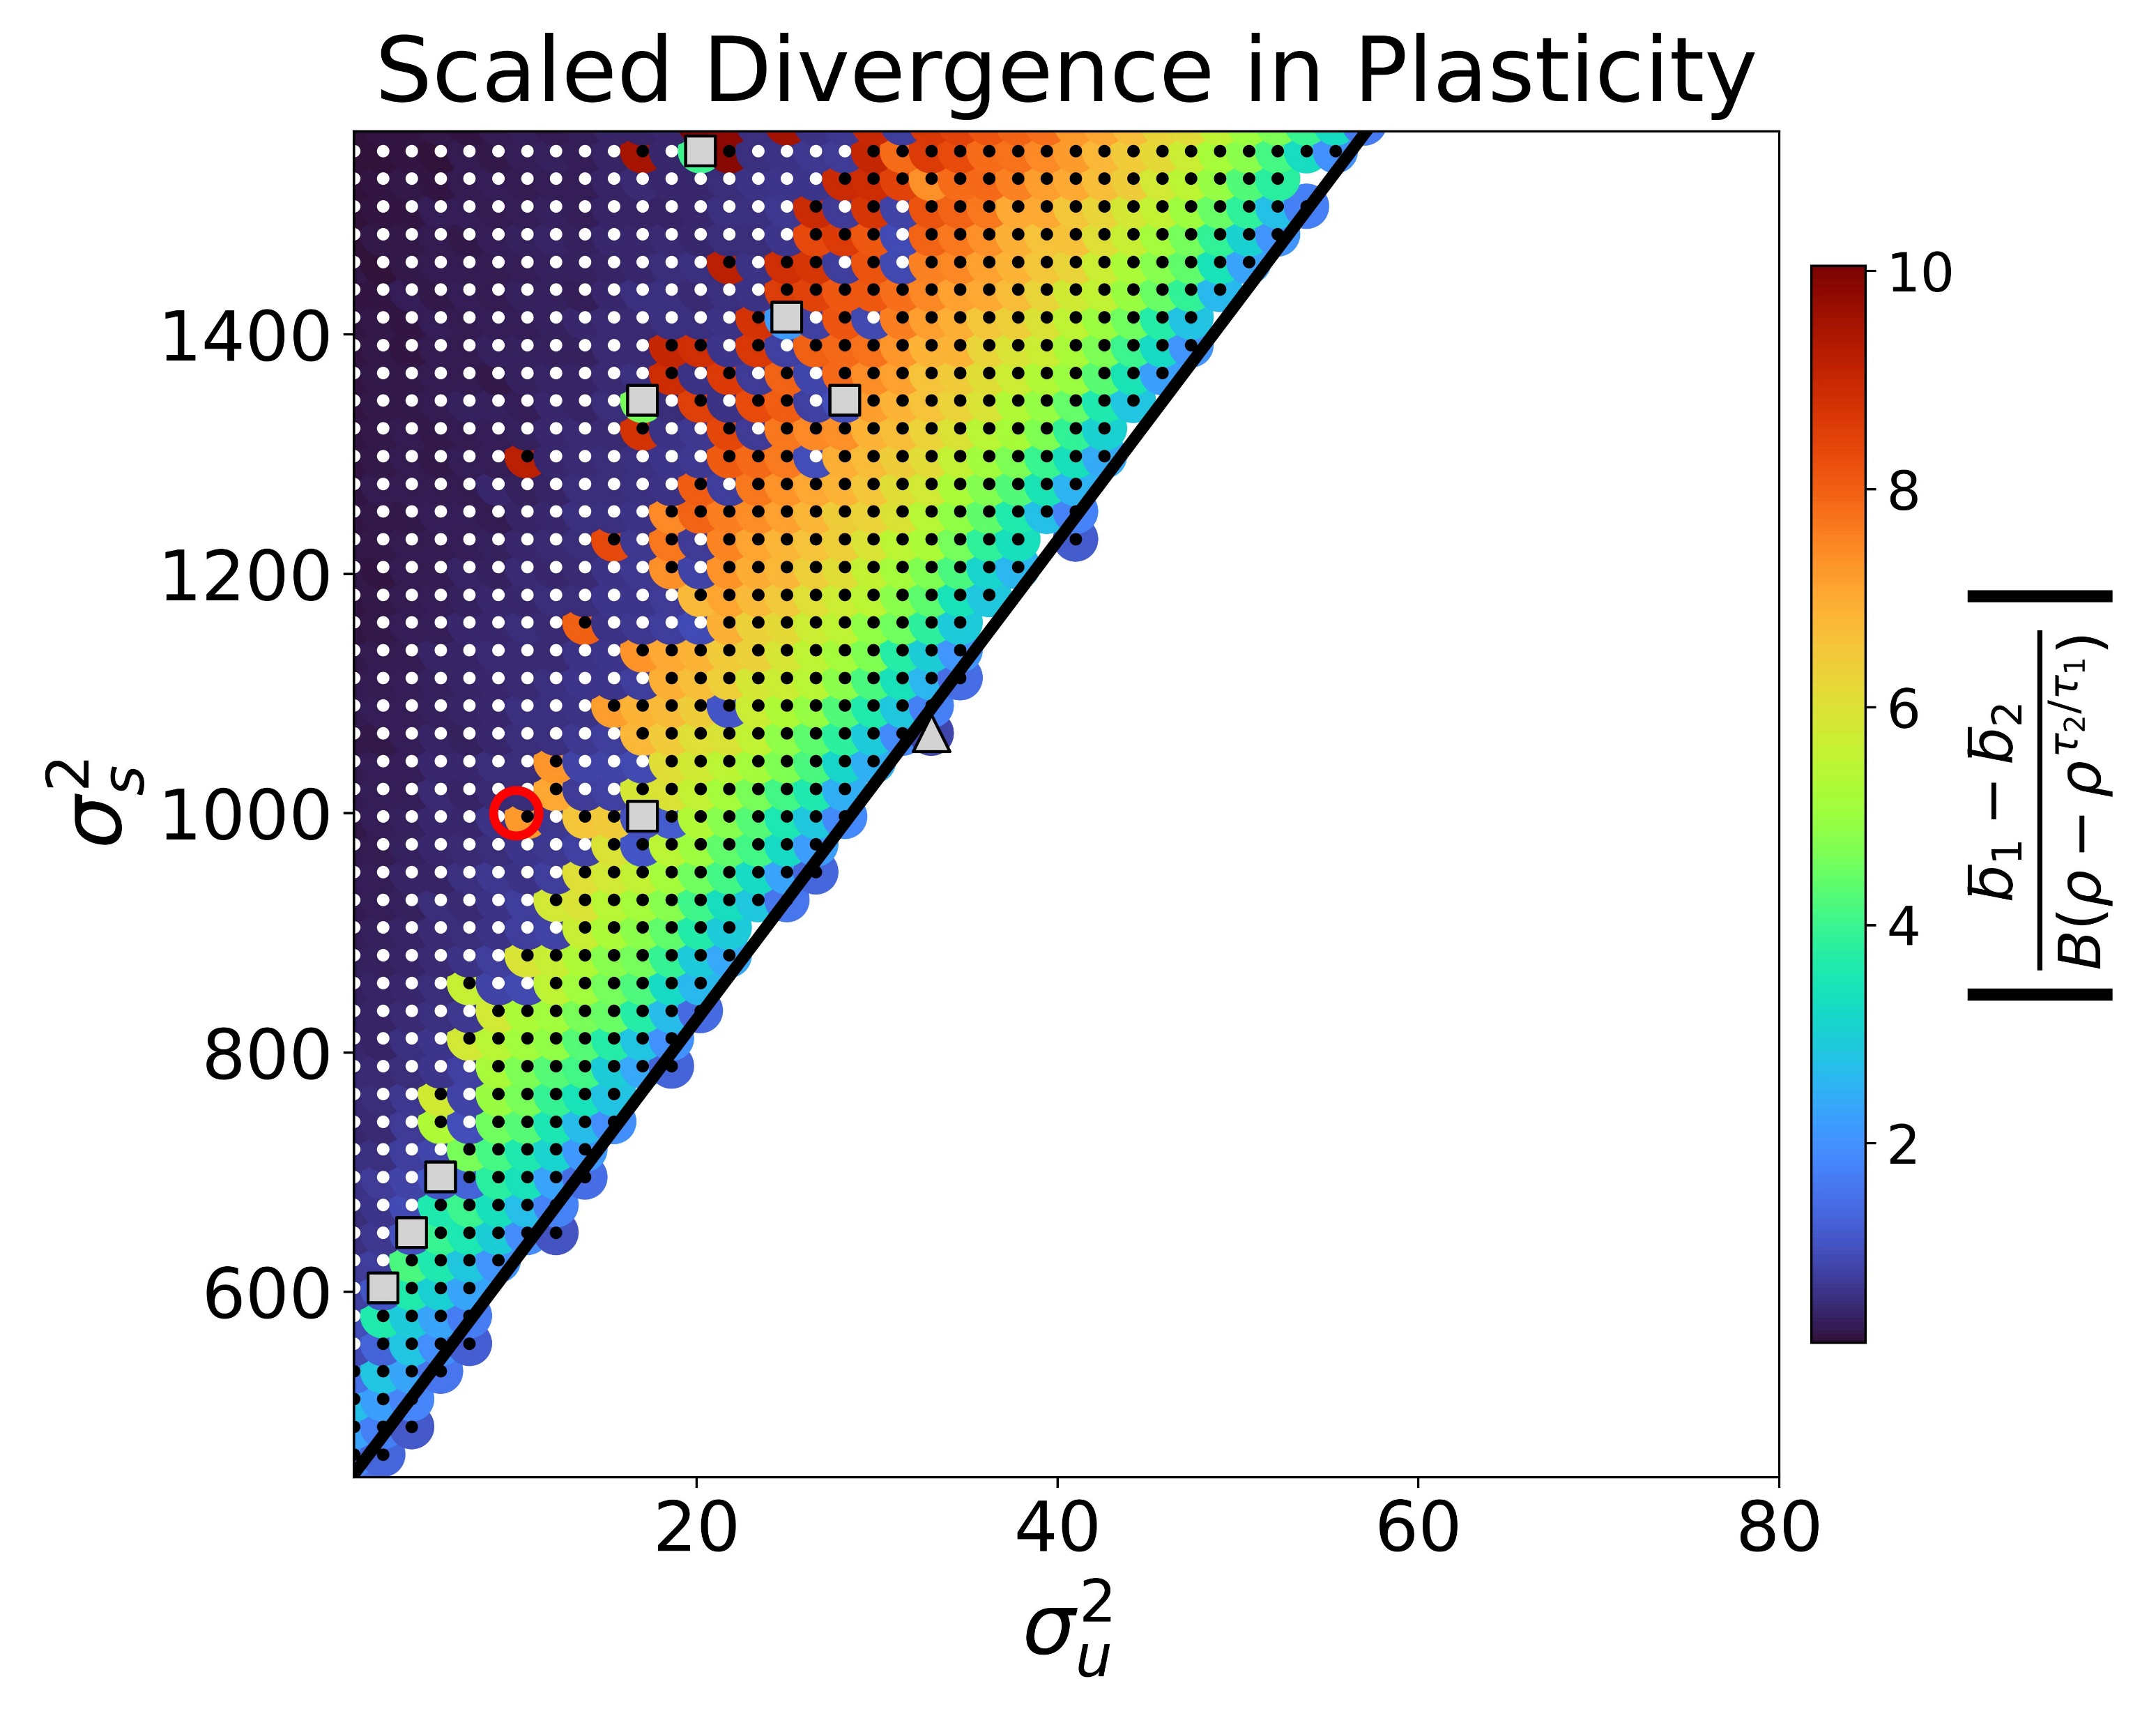 Scaled Divergence in Plasticity
1400
1200
1000
800
600
σ_s^2
20 40 60 80
σ_u^2
10
8
6
4
2
| (b̅_1 − b̅_2) / (B(ρ − ρ^{τ_2/τ_1})) |